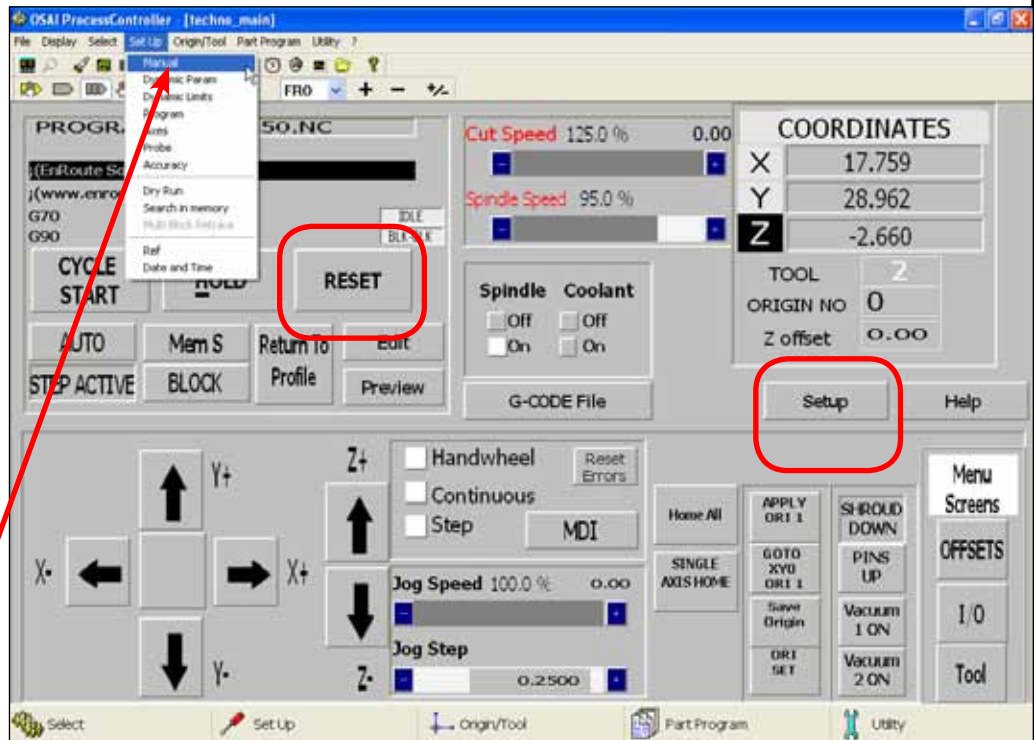 OSAI ProcessController - [techno_main]
File Display Select Set Up Origin/Tool Part Program Utility ?
Manual
Dynamic Param
Dynamic Limits
Program
Axes
Probe
Accuracy
Dry Run
Search in memory
Multi Block Retrace
Ref
Date and Time
FRO + - +/-
PROGRA 50.NC
;(EnRoute So
;(www.enro
G70
G90
IDLE
BLK-BLK
CYCLE START
HOLD
RESET
AUTO
Mem S
Return To Profile
Edit
STEP ACTIVE
BLOCK
Preview
Cut Speed 125.0 % 0.00
Spindle Speed 95.0 %
Spindle Coolant
Off Off
On On
G-CODE File
COORDINATES
X 17.759
Y 28.962
Z -2.660
TOOL 2
ORIGIN NO 0
Z offset 0.00
Setup
Help
Y+
X-
X+
Y-
Z+
Z-
Handwheel
Continuous
Step
Reset Errors
MDI
Jog Speed 100.0 % 0.00
Jog Step
0.2500
Home All
SINGLE AXIS HOME
APPLY ORI 1
GOTO XY0 ORI 1
Save Origin
ORI SET
SHROUD DOWN
PINS UP
Vacuum 1 ON
Vacuum 2 ON
Menu Screens
OFFSETS
I/O
Tool
Select
Set Up
Origin/Tool
Part Program
Utility